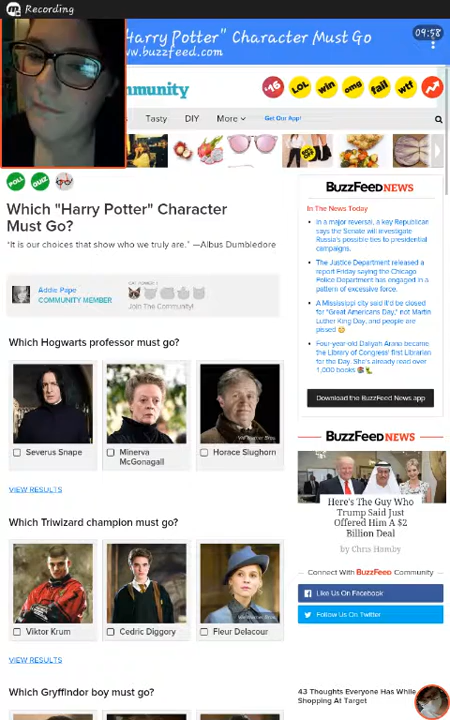 Recording
Harry Potter" Character Must Go
09:58
www.buzzfeed.com
LOL
win
omg
fail
wtf
Tasty
DIY
More
Get Our App!
POLL
QUIZ
Which "Harry Potter" Character
Must Go?
"It is our choices that show who we truly are." —Albus Dumbledore
Addie Pape
COMMUNITY MEMBER
Join The Community!
Which Hogwarts professor must go?
Warner Bros.
Severus Snape
Minerva
McGonagall
Horace Slughorn
VIEW RESULTS
Which Triwizard champion must go?
Warner Bros.
Viktor Krum
Cedric Diggory
Fleur Delacour
VIEW RESULTS
Which Gryffindor boy must go?
BuzzFeed NEWS
In The News Today
In a major reversal, a key Republican
says the Senate will investigate
Russia's possible ties to presidential
campaigns.
The Justice Department released a
report Friday saying the Chicago
Police Department has engaged in a
pattern of excessive force.
A Mississippi city said it'd be closed
for "Great Americans Day," not Martin
Luther King Day, and people are
pissed 😳
Four-year-old Daliyah Arana became
the Library of Congress' first Librarian
for the Day. She's already read over
1,000 books 📚🐛
Download the BuzzFeed News app
BuzzFeed NEWS
Here's The Guy Who
Trump Said Just
Offered Him A $2
Billion Deal
by Chris Hamby
Connect With BuzzFeed Community
Like Us On Facebook
Follow Us On Twitter
43 Thoughts Everyone Has While
Shopping At Target